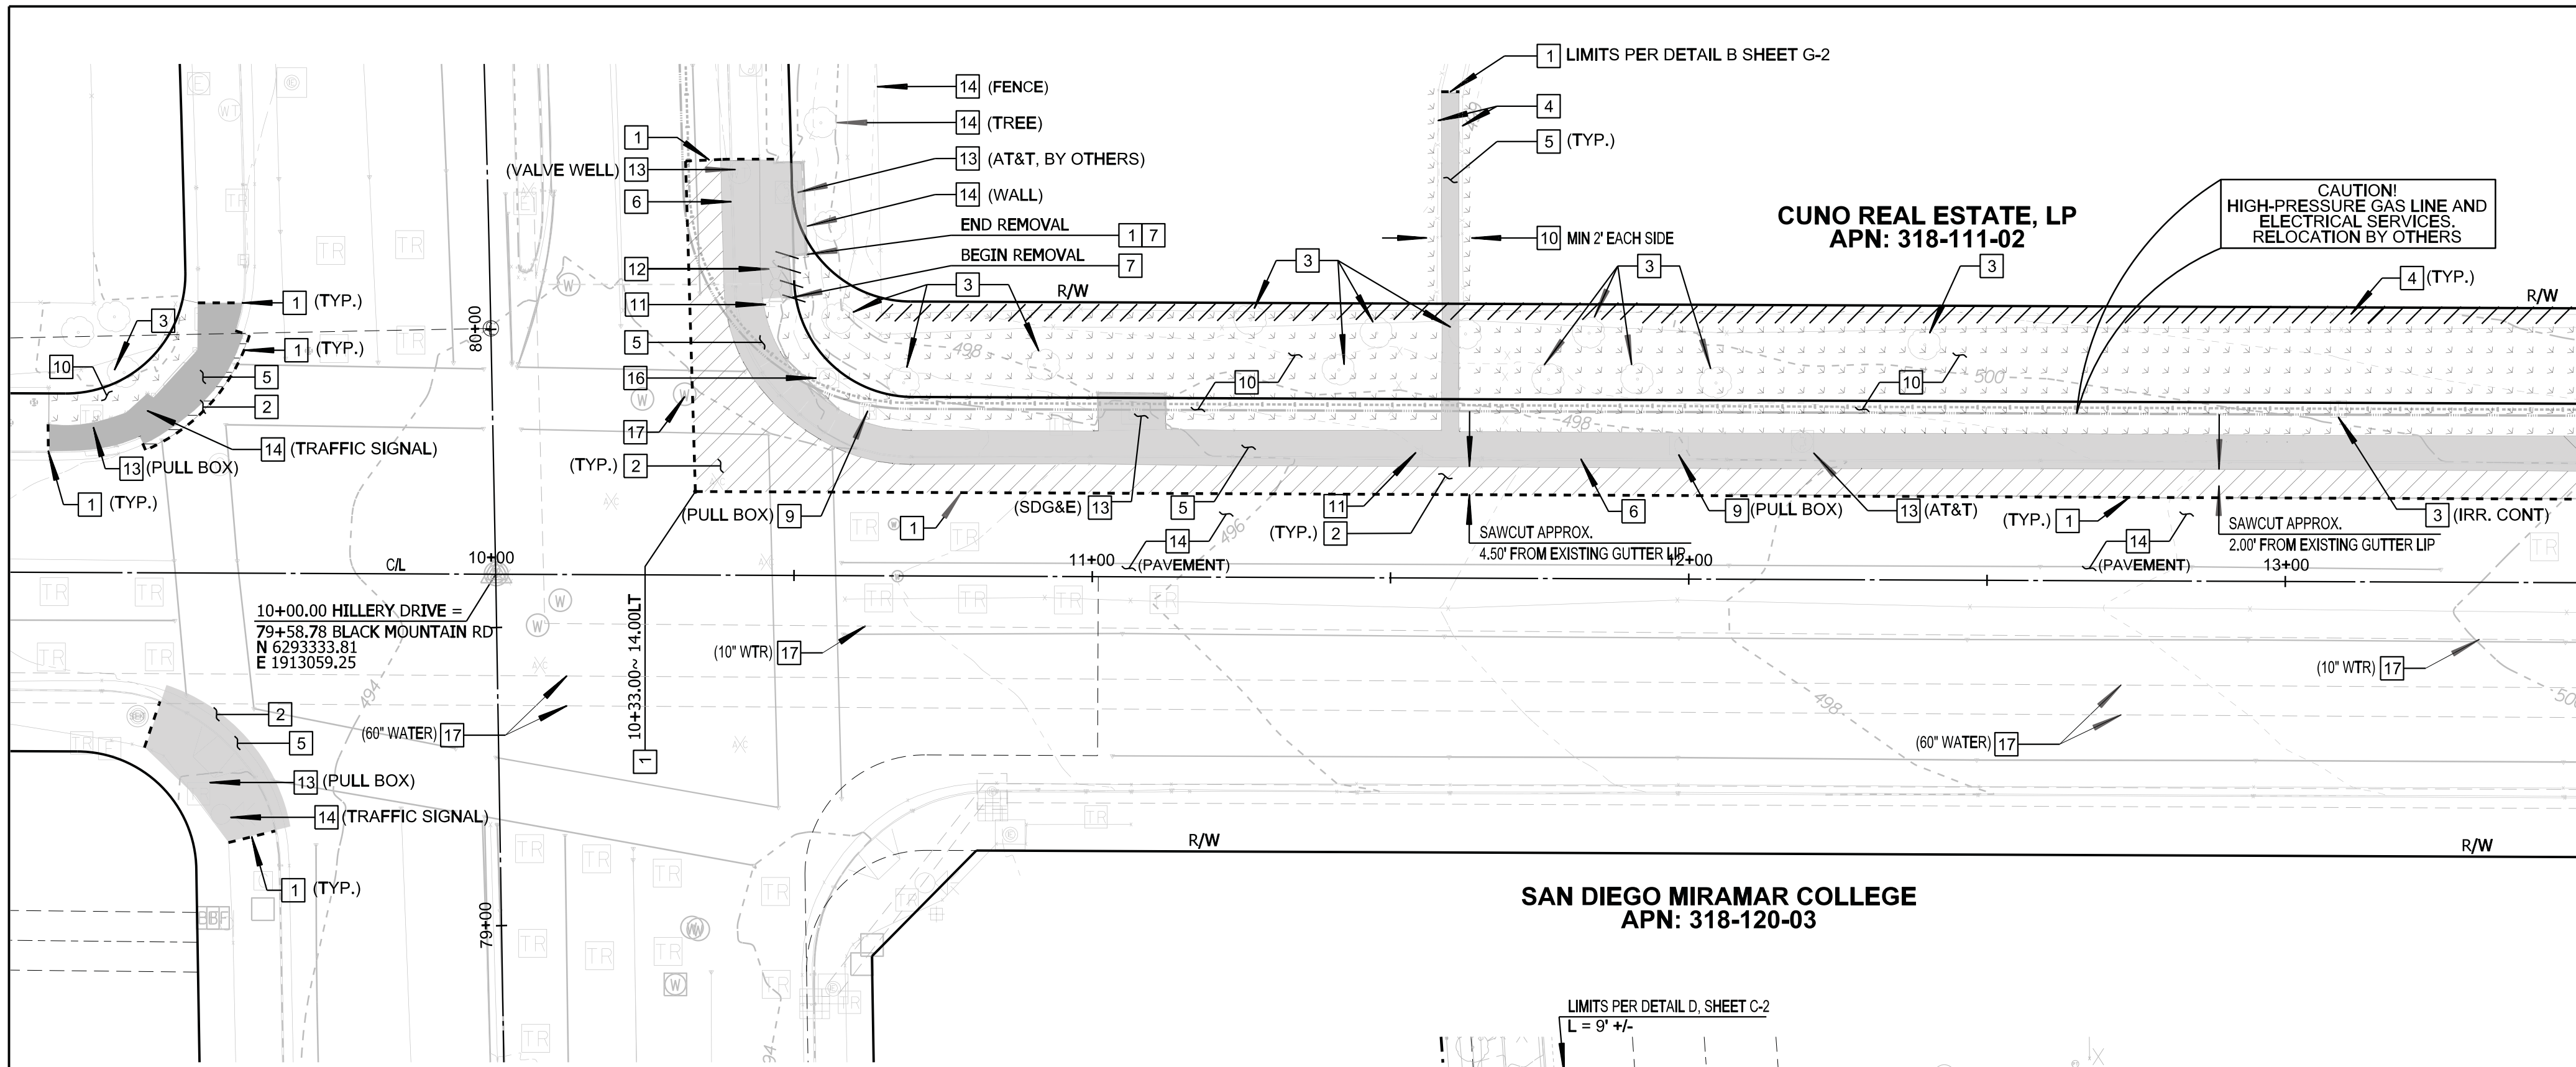 1 LIMITS PER DETAIL B SHEET G-2
14 (FENCE)
4
14 (TREE)
1
5 (TYP.)
13 (AT&T, BY OTHERS)
(VALVE WELL) 13
14 (WALL)
6
CAUTION!
HIGH-PRESSURE GAS LINE AND
ELECTRICAL SERVICES.
RELOCATION BY OTHERS
CUNO REAL ESTATE, LP
APN: 318-111-02
END REMOVAL 1 7
10 MIN 2' EACH SIDE
BEGIN REMOVAL 7
12
3
3
3
3
4 (TYP.)
R/W
R/W
1 (TYP.)
11
3
80+00
5
1 (TYP.)
498
10
5
16
10
10
500
2
498
17
14 (TRAFFIC SIGNAL)
13 (PULL BOX)
(TYP.) 2
1 (TYP.)
(PULL BOX) 9
1
(SDG&E) 13
5
11
6
9 (PULL BOX)
13 (AT&T)
(TYP.) 1
3 (IRR. CONT)
496
(TYP.) 2
SAWCUT APPROX.
4.50' FROM EXISTING GUTTER LIP
SAWCUT APPROX.
2.00' FROM EXISTING GUTTER LIP
14
(PAVEMENT)
14
(PAVEMENT)
C/L
10+00
11+00
12+00
13+00
10+00.00 HILLERY DRIVE =
79+58.78 BLACK MOUNTAIN RD
N 6293333.81
E 1913059.25
10+33.00~ 14.00LT
1
(10" WTR) 17
(10" WTR) 17
494
498
500
2
5
(60" WATER) 17
(60" WATER) 17
13 (PULL BOX)
14 (TRAFFIC SIGNAL)
R/W
R/W
1 (TYP.)
SAN DIEGO MIRAMAR COLLEGE
APN: 318-120-03
79+00
LIMITS PER DETAIL D, SHEET C-2
L = 9' +/-